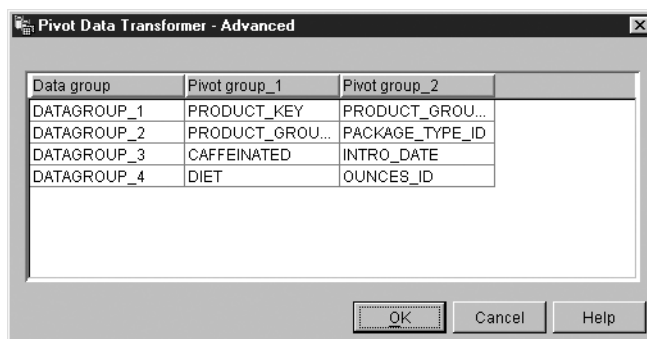 Pivot Data Transformer - Advanced
Data group Pivot group_1 Pivot group_2
DATAGROUP_1 PRODUCT_KEY PRODUCT_GROU...
DATAGROUP_2 PRODUCT_GROU... PACKAGE_TYPE_ID
DATAGROUP_3 CAFFEINATED INTRO_DATE
DATAGROUP_4 DIET OUNCES_ID
OK Cancel Help